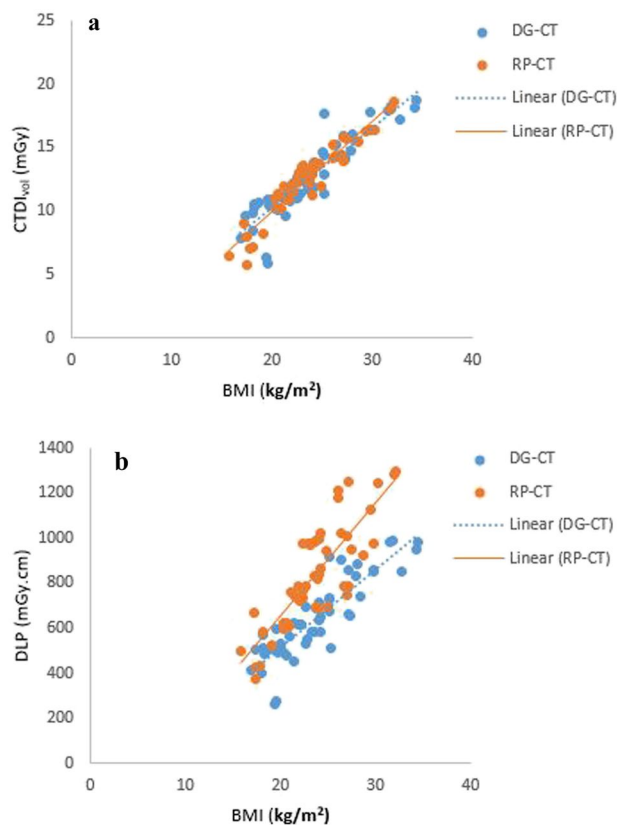 a
25
20
15
10
5
0
CTDIvol (mGy)
0 10 20 30 40
BMI (kg/m²)
DG-CT
RP-CT
Linear (DG-CT)
Linear (RP-CT)
b
1400
1200
1000
800
600
400
200
0
DLP (mGy.cm)
0 10 20 30 40
BMI (kg/m²)
DG-CT
RP-CT
Linear (DG-CT)
Linear (RP-CT)